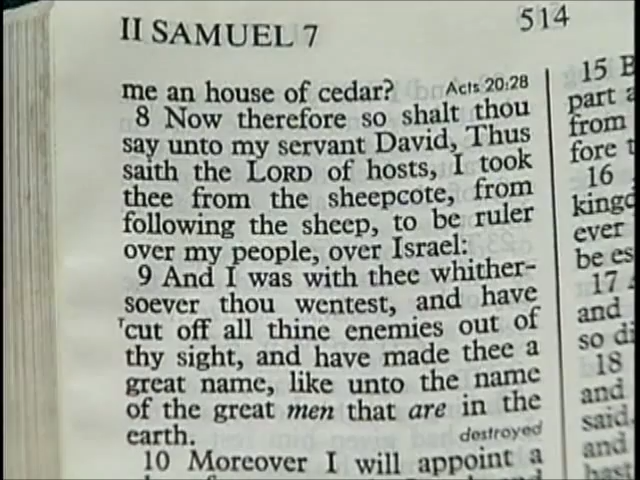 II SAMUEL 7
514
me an house of cedar? Acts 20:28
8 Now therefore so shalt thou
say unto my servant David, Thus
saith the LORD of hosts, I took
thee from the sheepcote, from
following the sheep, to be ruler
over my people, over Israel:
9 And I was with thee whither-
soever thou wentest, and have
ᵀcut off all thine enemies out of
thy sight, and have made thee a
great name, like unto the name
of the great men that are in the
earth. destroyed
10 Moreover I will appoint a
15
part
from
fore
16
ever
be
17
and
so
18
and
said
and